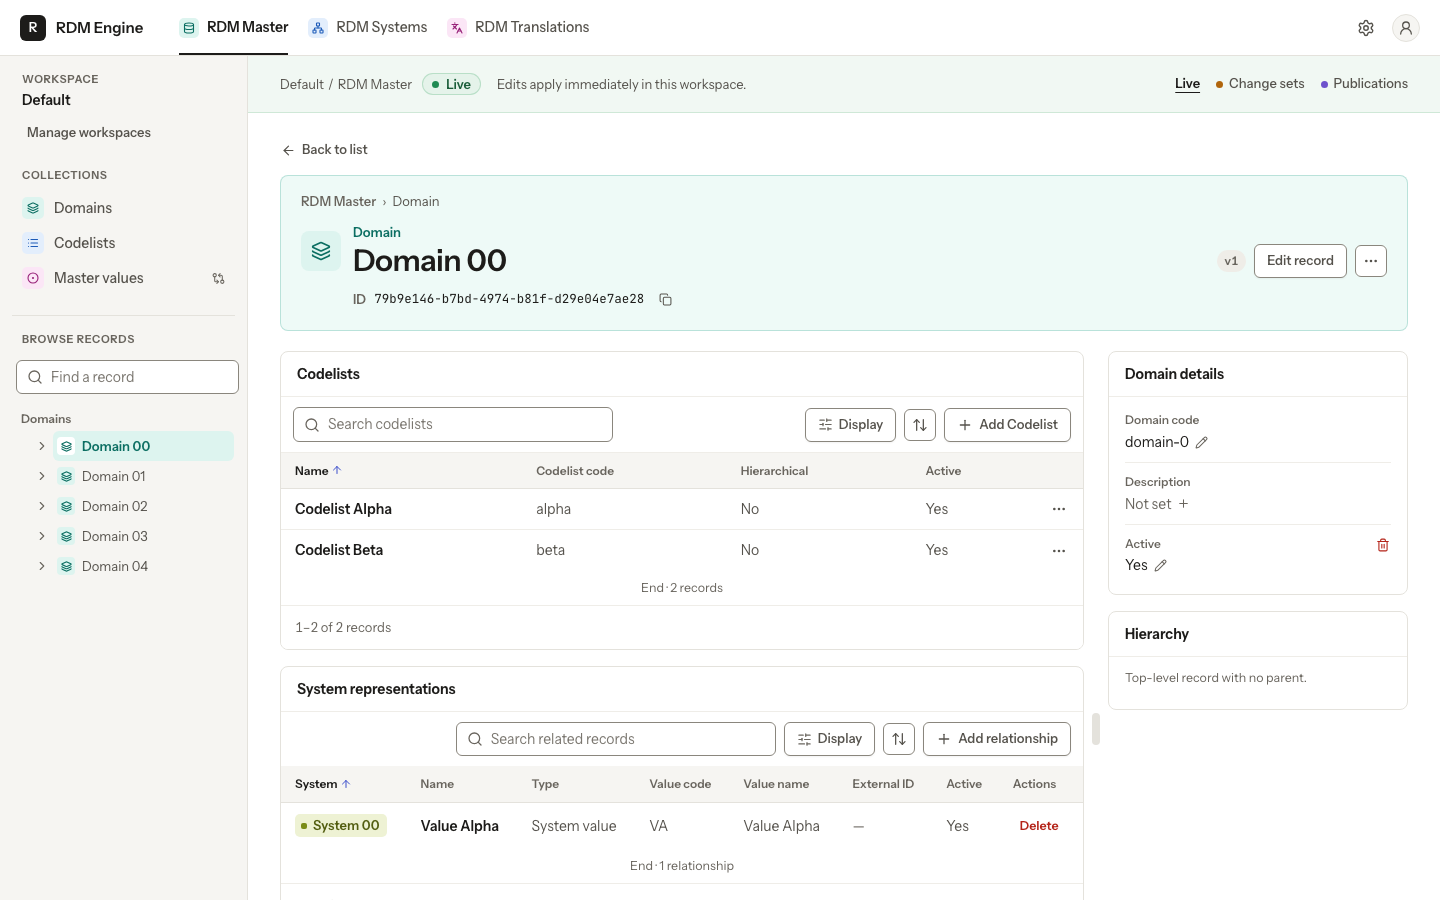 R RDM Engine RDM Master RDM Systems RDM Translations
WORKSPACE
Default
Manage workspaces
COLLECTIONS
Domains
Codelists
Master values
BROWSE RECORDS
Find a record
Domains
Domain 00
Domain 01
Domain 02
Domain 03
Domain 04
Default / RDM Master Live Edits apply immediately in this workspace. Live Change sets Publications
Back to list
RDM Master › Domain
Domain
Domain 00
v1 Edit record
ID 79b9e146-b7bd-4974-b81f-d29e04e7ae28
Codelists
Search codelists Display Add Codelist
Name Codelist code Hierarchical Active
Codelist Alpha alpha No Yes
Codelist Beta beta No Yes
End · 2 records
1–2 of 2 records
System representations
Search related records Display Add relationship
System Name Type Value code Value name External ID Active Actions
System 00 Value Alpha System value VA Value Alpha — Yes Delete
End · 1 relationship
Domain details
Domain code
domain-0
Description
Not set
Active
Yes
Hierarchy
Top-level record with no parent.